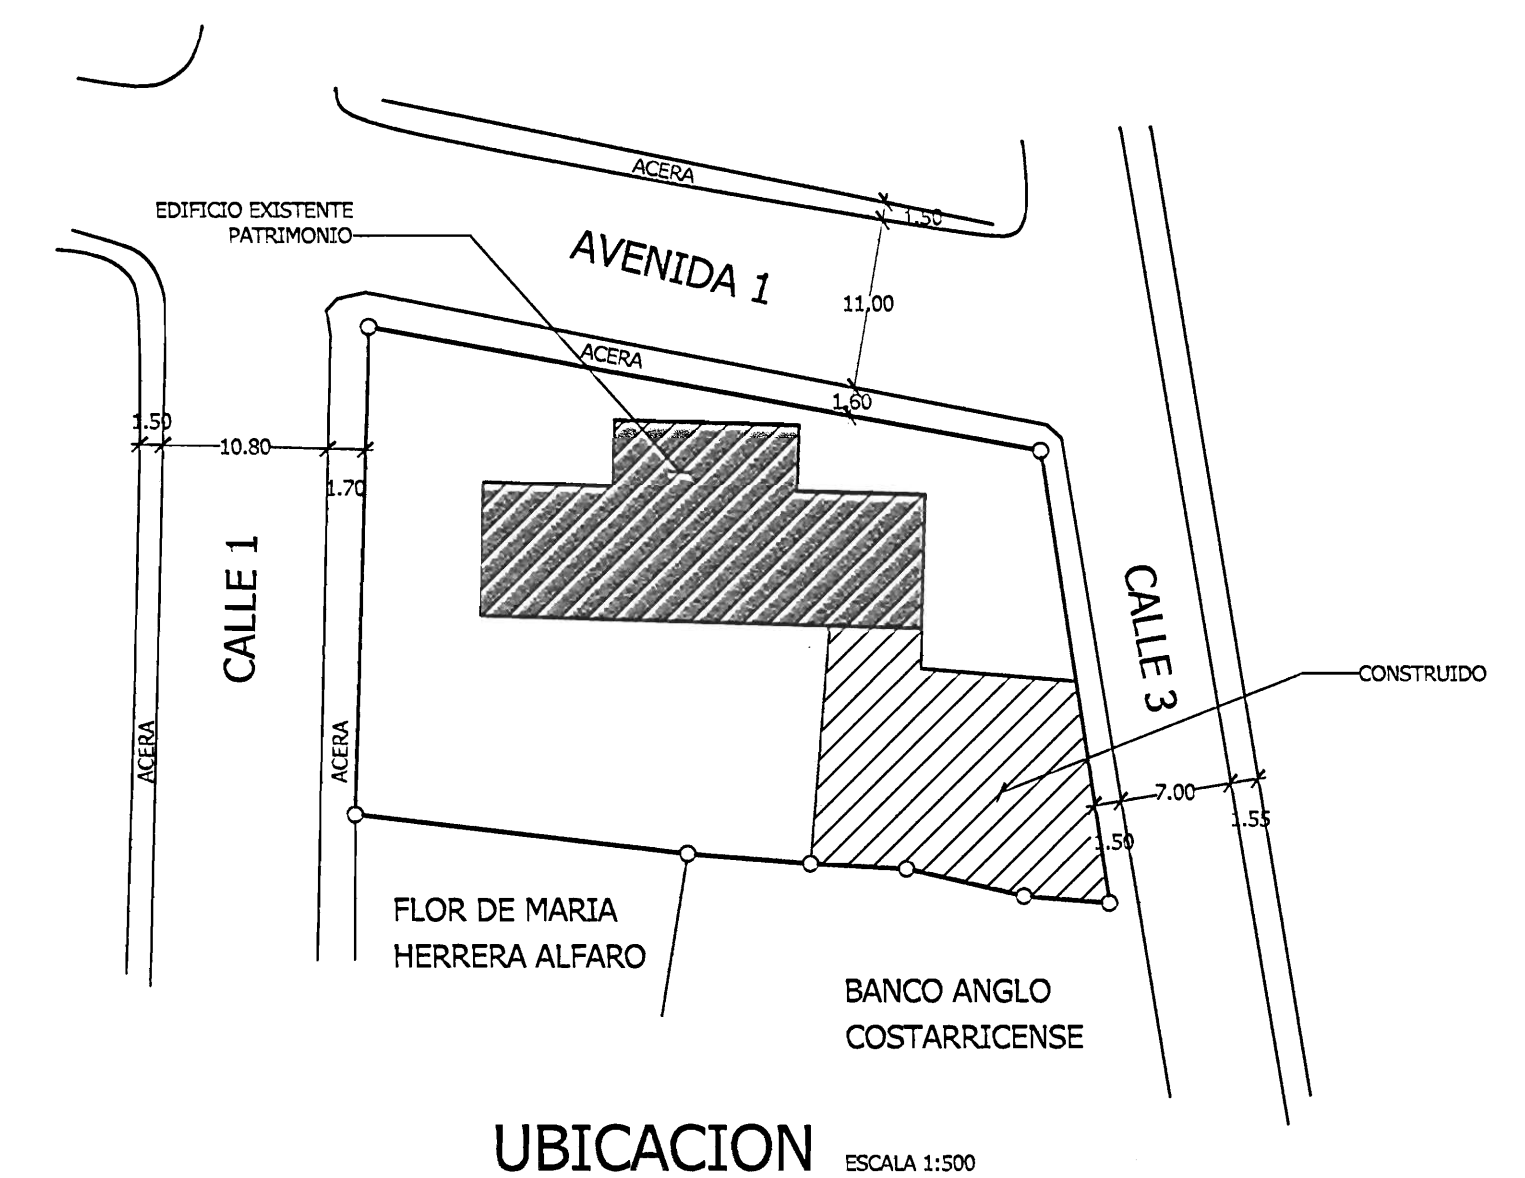 ACERA
1.50
EDIFICIO EXISTENTE
PATRIMONIO
AVENIDA 1
11.00
ACERA
1.60
1.50
10.80
1.70
CALLE 1
CALLE 3
CONSTRUIDO
ACERA
ACERA
7.00
1.55
1.50
FLOR DE MARIA
HERRERA ALFARO
BANCO ANGLO
COSTARRICENSE
UBICACION
ESCALA 1:500